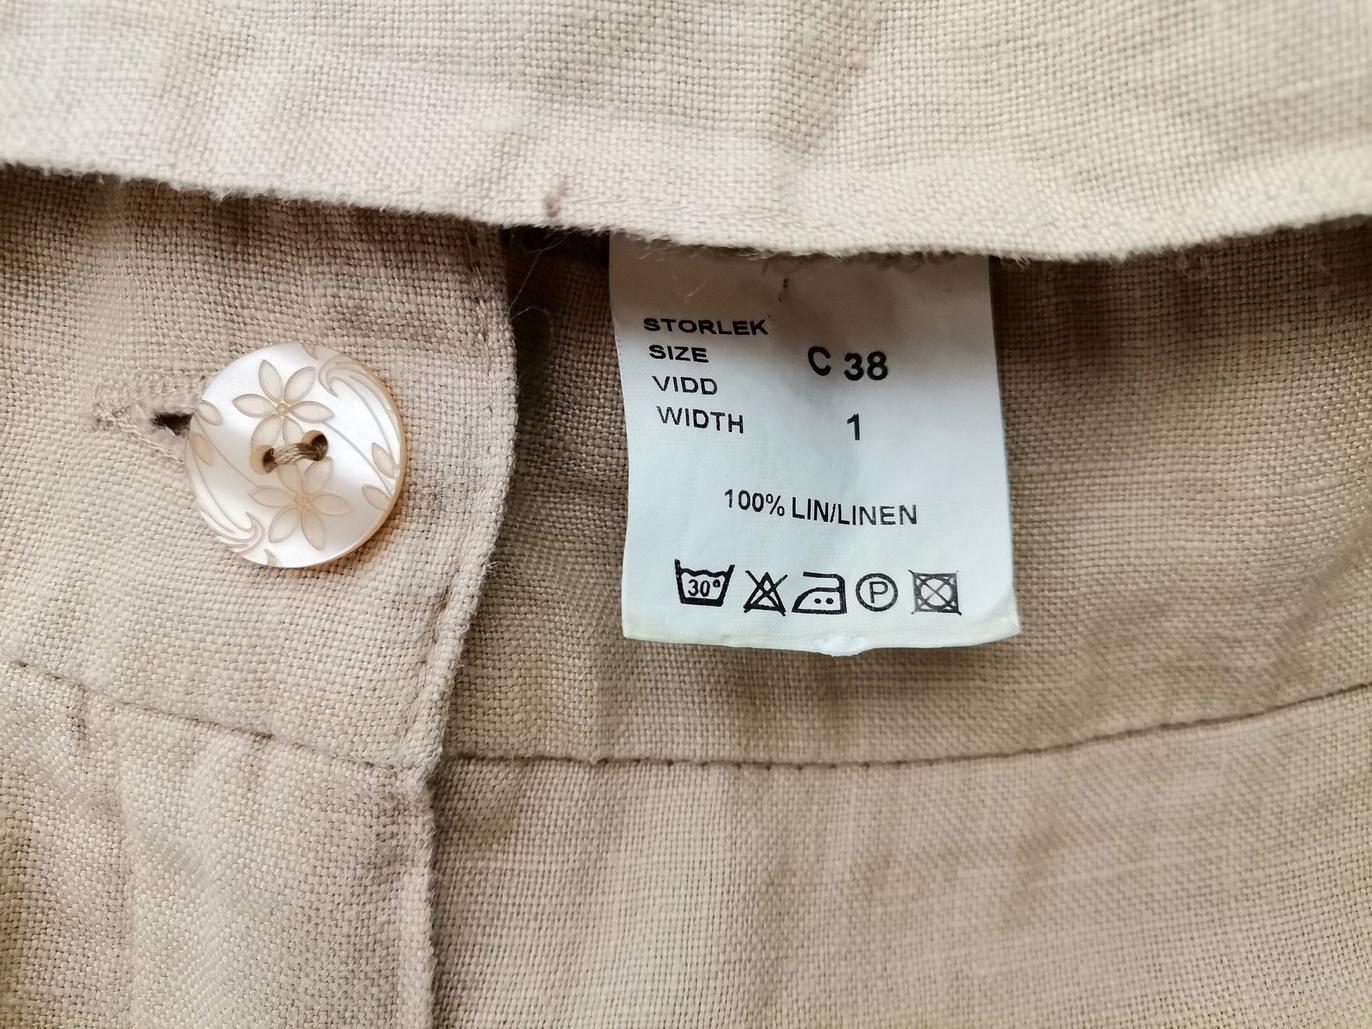 STORLEK
SIZE C 38
VIDD
WIDTH 1
100% LIN/LINEN
30° P